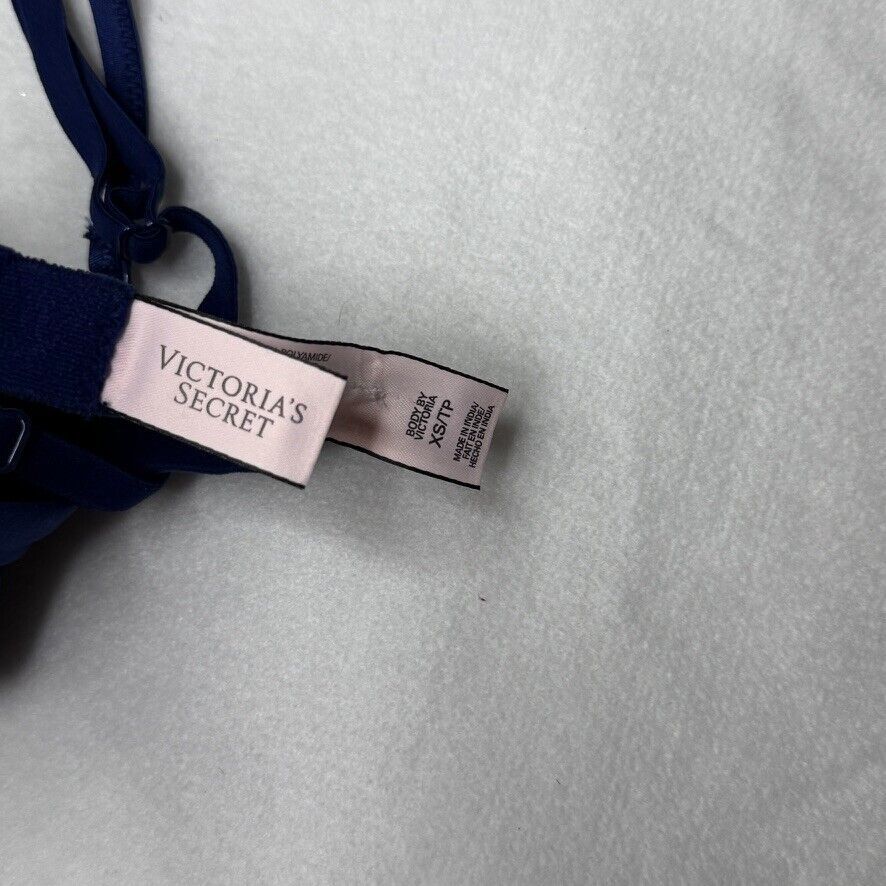 VICTORIA'S
SECRET
POLYAMIDE/
BODY BY
VICTORIA
XS/TP
MADE IN INDIA/
FAIT EN INDE/
HECHO EN INDIA